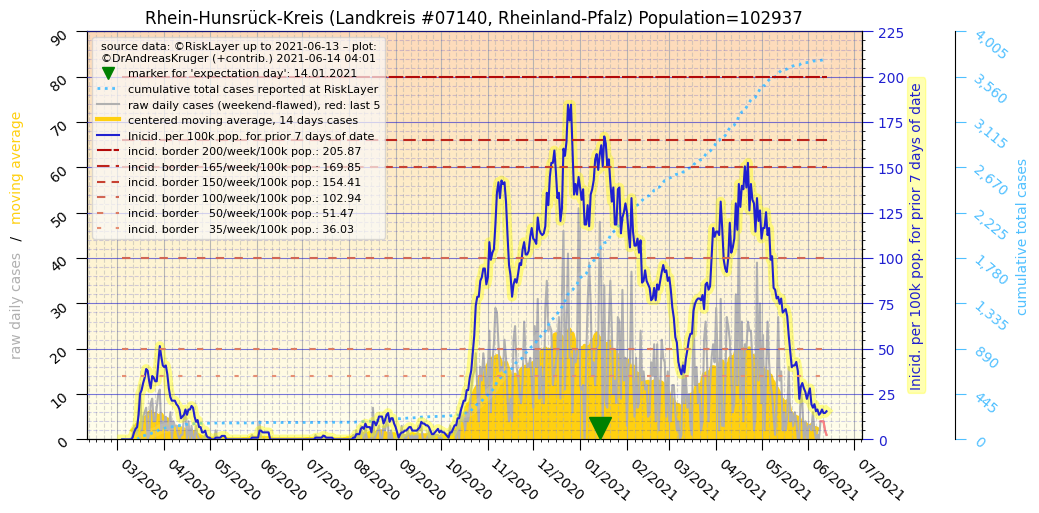 Rhein-Hunsrück-Kreis (Landkreis #07140, Rheinland-Pfalz) Population=102937
source data: ©RiskLayer up to 2021-06-13 – plot:
©DrAndreasKruger (+contrib.) 2021-06-14 04:01
marker for 'expectation day': 14.01.2021
cumulative total cases reported at RiskLayer
raw daily cases (weekend-flawed), red: last 5
centered moving average, 14 days cases
Inicid. per 100k pop. for prior 7 days of date
incid. border 200/week/100k pop.: 205.87
incid. border 165/week/100k pop.: 169.85
incid. border 150/week/100k pop.: 154.41
incid. border 100/week/100k pop.: 102.94
incid. border 50/week/100k pop.: 51.47
incid. border 35/week/100k pop.: 36.03
raw daily cases / moving average
90
80
70
60
50
40
30
20
10
0
03/2020
04/2020
05/2020
06/2020
07/2020
08/2020
09/2020
10/2020
11/2020
12/2020
01/2021
02/2021
03/2021
04/2021
05/2021
06/2021
07/2021
225
200
175
150
125
100
75
50
25
0
Inicid. per 100k pop. for prior 7 days of date
4,005
3,560
3,115
2,670
2,225
1,780
1,335
890
445
0
cumulative total cases